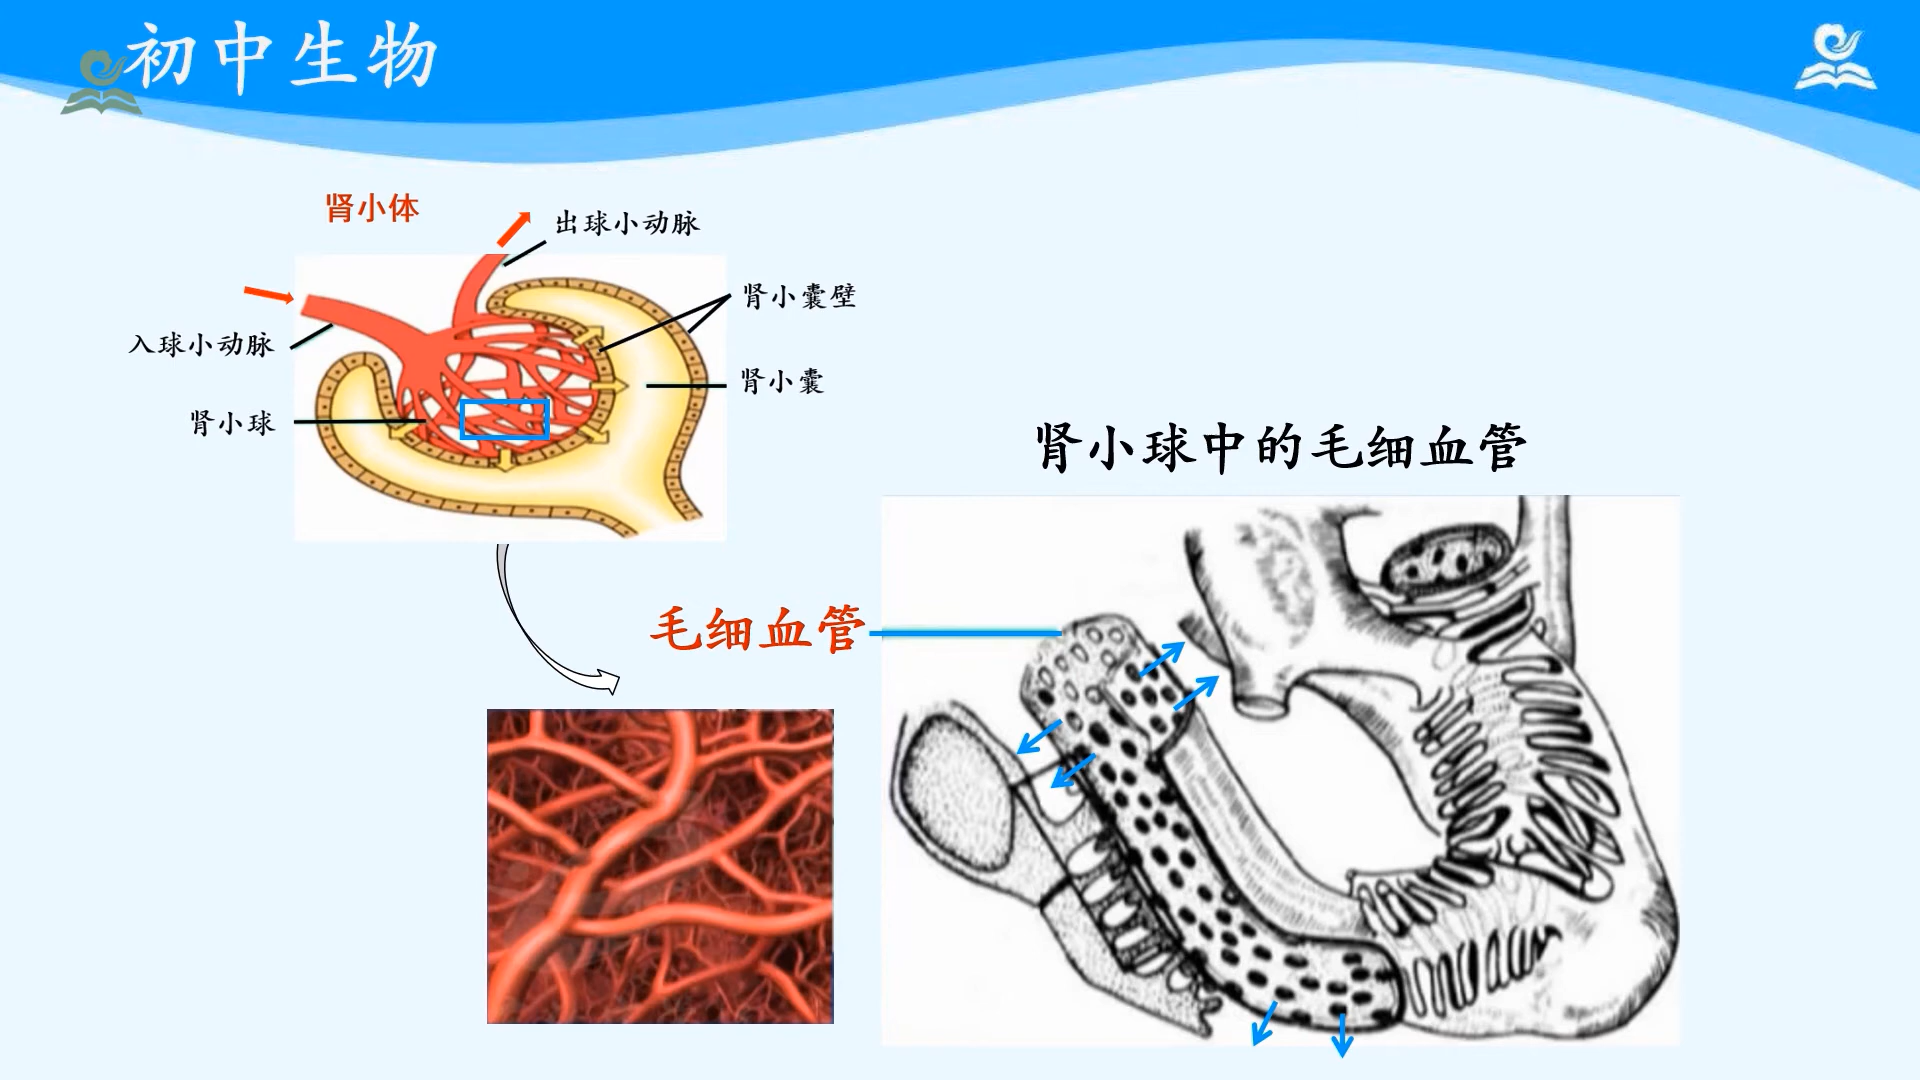 初中生物
肾小体
出球小动脉
肾小囊壁
入球小动脉
肾小囊
肾小球
肾小球中的毛细血管
毛细血管